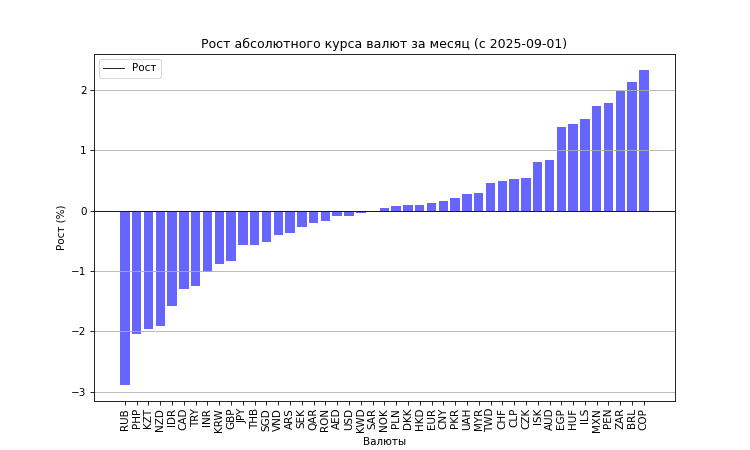 Рост абсолютного курса валют за месяц (с 2025-09-01)
Рост
2
1
0
−1
−2
−3
Рост (%)
RUB PHP KZT NZD IDR CAD TRY INR KRW GBP JPY THB SGD VND ARS SEK QAR RON AED USD KWD SAR NOK PLN DKK HKD EUR CNY PKR UAH MYR TWD CHF CLP CZK ISK AUD EGP HUF ILS MXN PEN ZAR BRL COP
Валюты